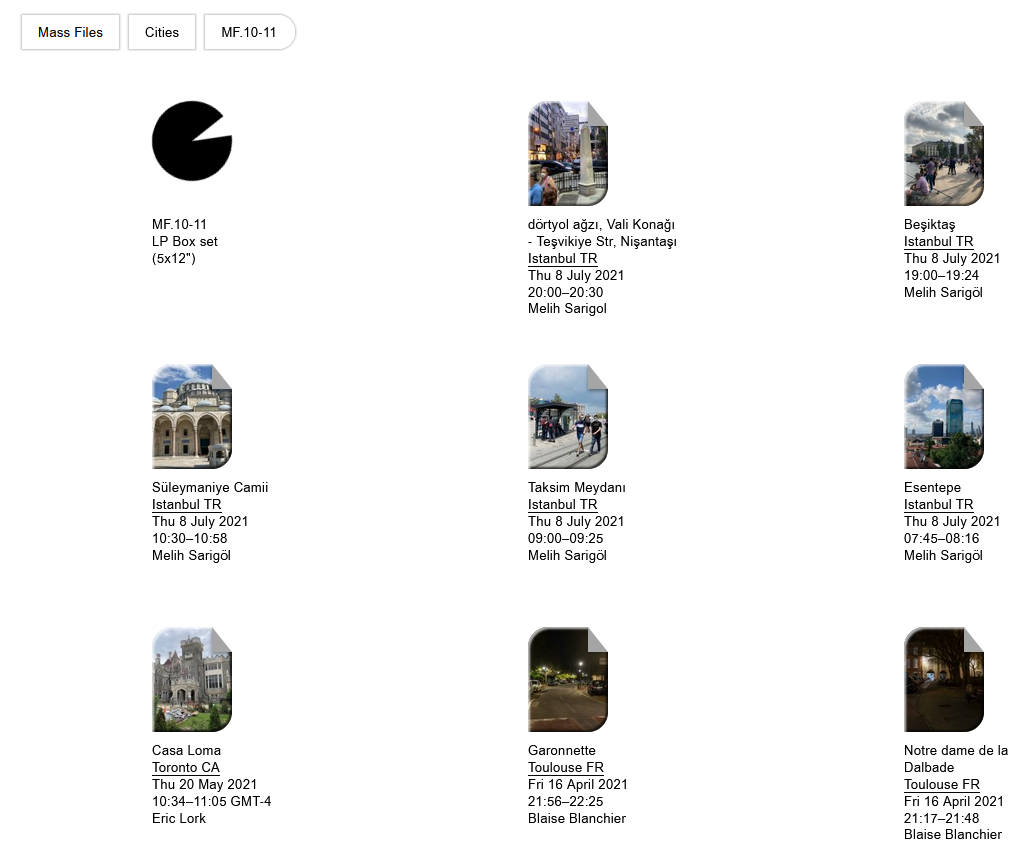 Mass Files
Cities
MF.10-11
MF.10-11
LP Box set
(5x12")
dörtyol ağzı, Vali Konağı
- Teşvikiye Str, Nişantaşı
Istanbul TR
Thu 8 July 2021
20:00–20:30
Melih Sarigol
Beşiktaş
Istanbul TR
Thu 8 July 2021
19:00–19:24
Melih Sarigöl
Süleymaniye Camii
Istanbul TR
Thu 8 July 2021
10:30–10:58
Melih Sarigöl
Taksim Meydanı
Istanbul TR
Thu 8 July 2021
09:00–09:25
Melih Sarigöl
Esentepe
Istanbul TR
Thu 8 July 2021
07:45–08:16
Melih Sarigöl
Casa Loma
Toronto CA
Thu 20 May 2021
10:34–11:05 GMT-4
Eric Lork
Garonnette
Toulouse FR
Fri 16 April 2021
21:56–22:25
Blaise Blanchier
Notre dame de la
Dalbade
Toulouse FR
Fri 16 April 2021
21:17–21:48
Blaise Blanchier